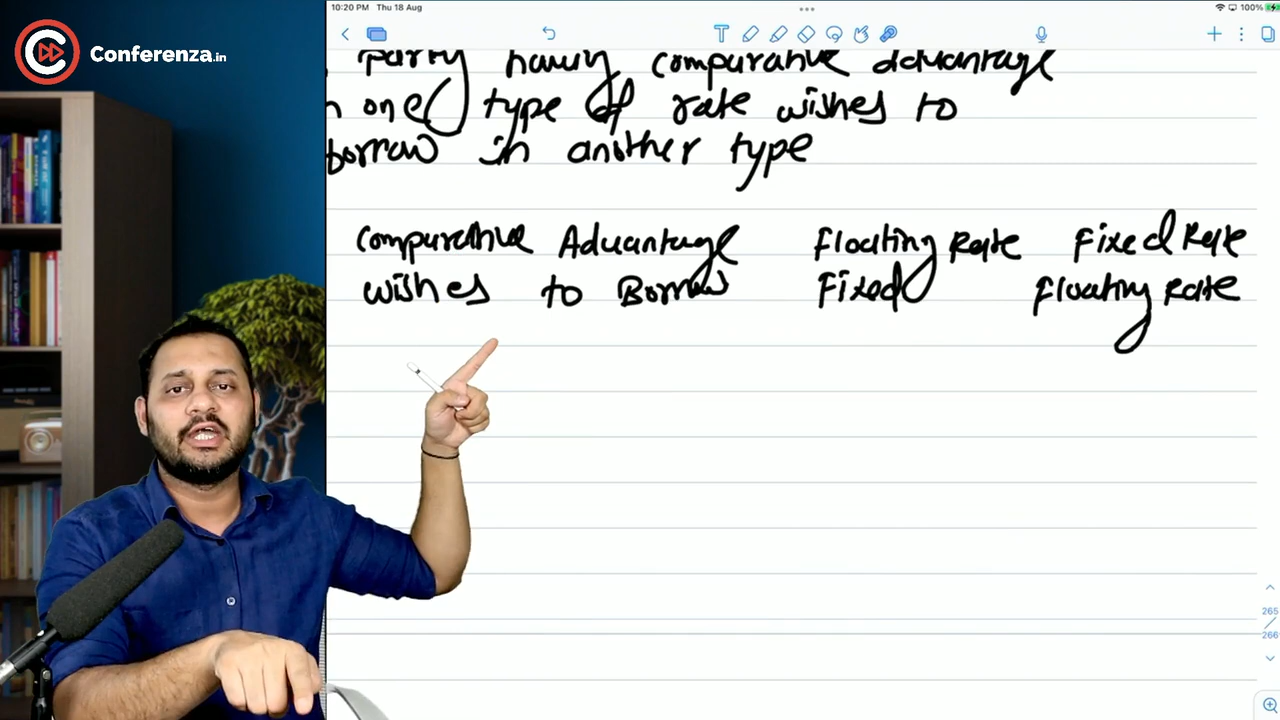 10:20 PM Thu 18 Aug
100%
Conferenza.in
party having comparative advantage
one type of rate wishes to
borrow in another type
Comparative Advantage Floating Rate Fixed Rate
wishes to Borrow Fixed Floating Rate
265
266